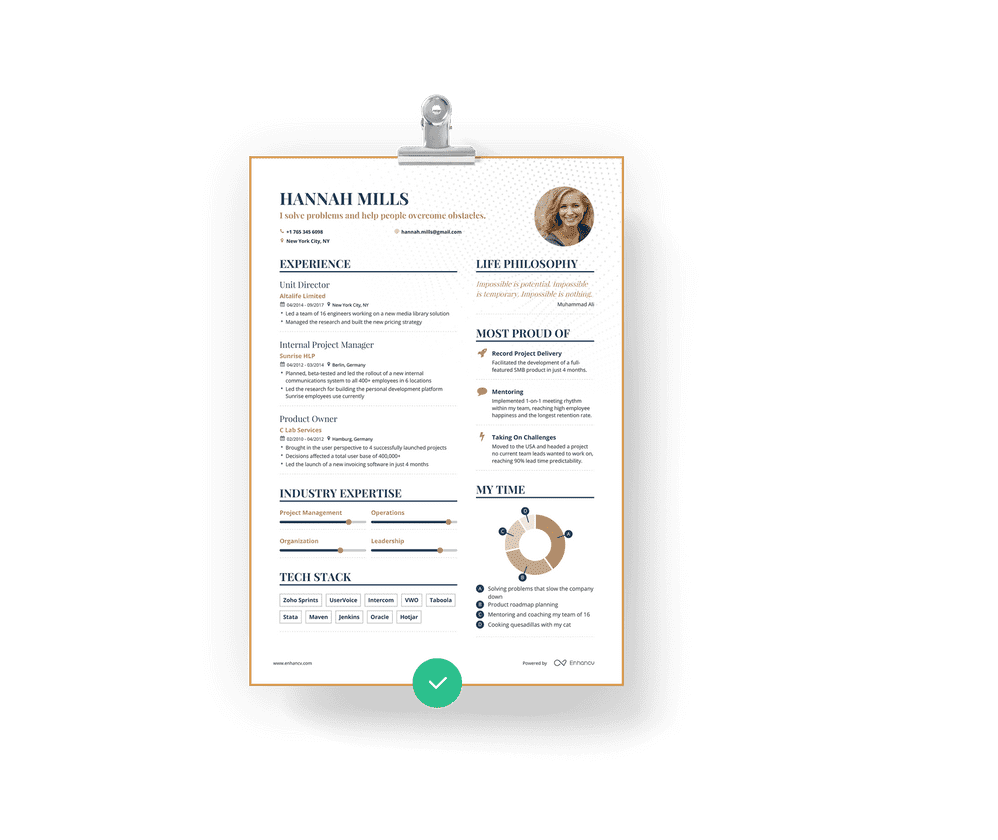 HANNAH MILLS
I solve problems and help people overcome obstacles.
+1 765 345 6098
hannah.mills@gmail.com
New York City, NY
EXPERIENCE
Unit Director
Altalife Limited
04/2014 - 09/2017 New York City, NY
• Led a team of 16 engineers working on a new media library solution
• Managed the research and built the new pricing strategy
Internal Project Manager
Sunrise HLP
04/2012 - 03/2014 Berlin, Germany
• Planned, beta-tested and led the rollout of a new internal
communications system to all 400+ employees in 6 locations
• Led the research for building the personal development platform
Sunrise employees use currently
Product Owner
C Lab Services
02/2010 - 04/2012 Hamburg, Germany
• Brought in the user perspective to 4 successfully launched projects
• Decisions affected a total user base of 400,000+
• Led the launch of a new invoicing software in just 4 months
INDUSTRY EXPERTISE
Project Management
Operations
Organization
Leadership
TECH STACK
Zoho Sprints UserVoice Intercom VWO Taboola
Stata Maven Jenkins Oracle Hotjar
LIFE PHILOSOPHY
Impossible is potential. Impossible
is temporary. Impossible is nothing.
Muhammad Ali
MOST PROUD OF
Record Project Delivery
Facilitated the development of a full-
featured SMB product in just 4 months.
Mentoring
Implemented 1-on-1 meeting rhythm
within my team, reaching high employee
happiness and the longest retention rate.
Taking On Challenges
Moved to the USA and headed a project
no current team leads wanted to work on,
reaching 90% lead time predictability.
MY TIME
D
A
C
B
A Solving problems that slow the company
down
B Product roadmap planning
C Mentoring and coaching my team of 16
D Cooking quesadillas with my cat
www.enhancv.com
Powered by Enhancv